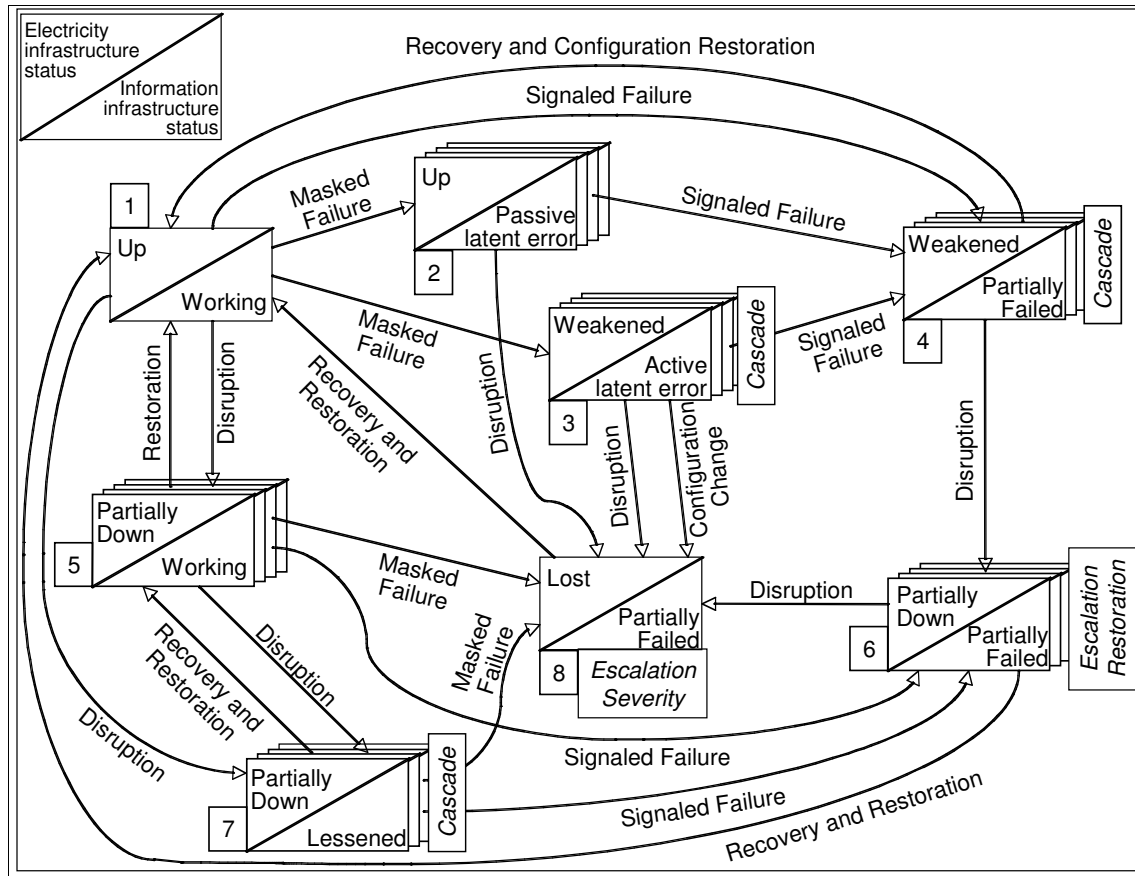 Electricity
infrastructure
status
Information
infrastructure
status
Recovery and Configuration Restoration
Signaled Failure
1
Up
Working
Masked
Failure
Up
Passive
latent error
2
Signaled Failure
Weakened
Partially
Failed
4
Cascade
Masked
Failure
Weakened
Active
latent error
3
Cascade
Signaled
Failure
Restoration
Disruption
Recovery and
Restoration
Disruption
Disruption
Configuration
Change
Disruption
Partially
Down
Working
5
Masked
Failure
Lost
Partially
Failed
8
Escalation
Severity
Disruption
Partially
Down
Partially
Failed
6
Escalation
Restoration
Recovery and
Restoration
Disruption
Masked
Failure
Disruption
Signaled Failure
Partially
Down
Lessened
7
Cascade
Signaled Failure
Recovery and Restoration